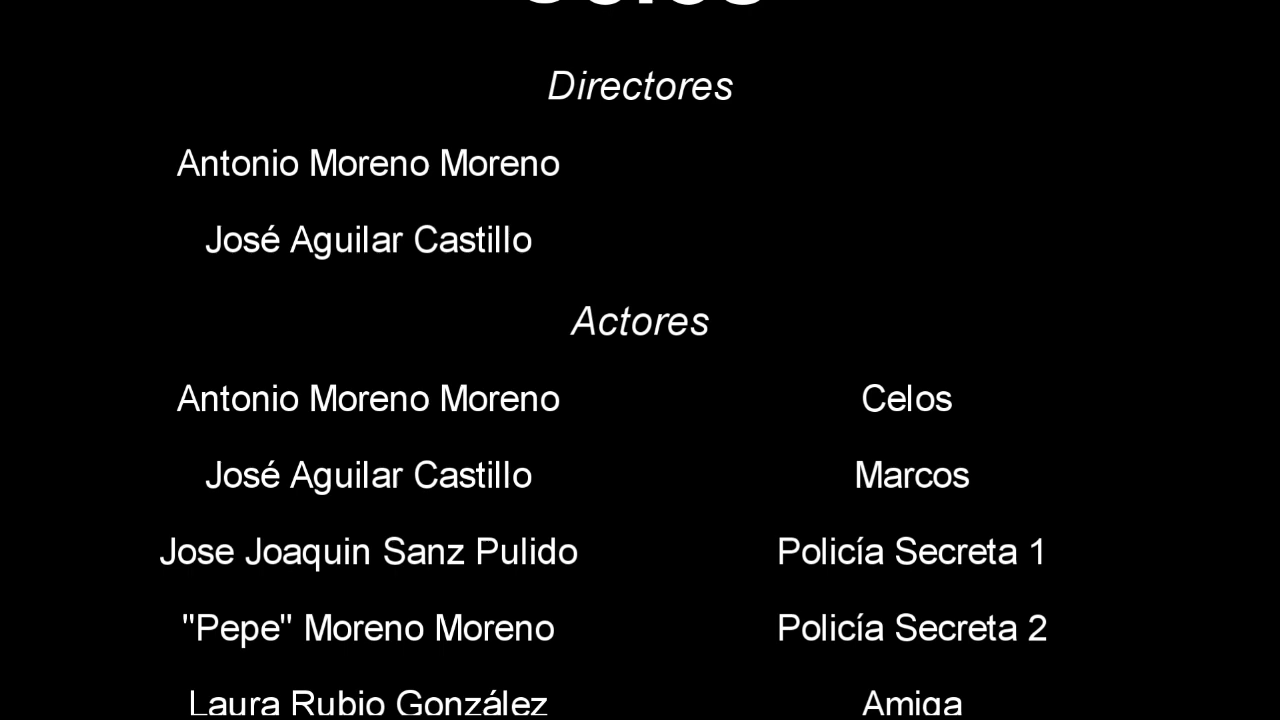 Directores
Antonio Moreno Moreno
José Aguilar Castillo
Actores
Antonio Moreno Moreno Celos
José Aguilar Castillo Marcos
Jose Joaquin Sanz Pulido Policía Secreta 1
"Pepe" Moreno Moreno Policía Secreta 2
Laura Rubio González Amiga